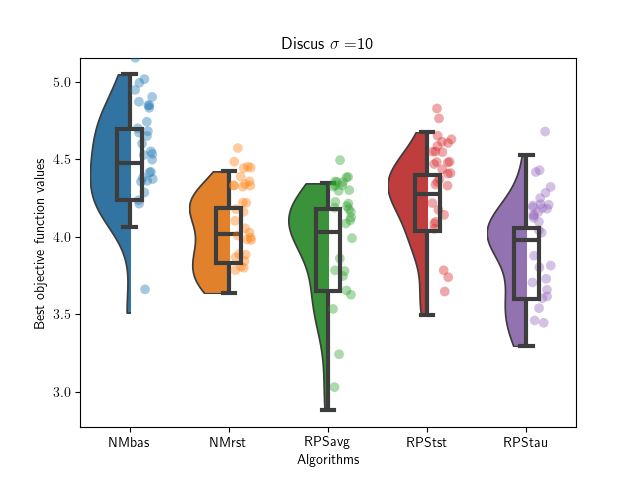 Discus σ =10
Best objective function values
5.0
4.5
4.0
3.5
3.0
NMbas NMrst RPSavg RPStst RPStau
Algorithms